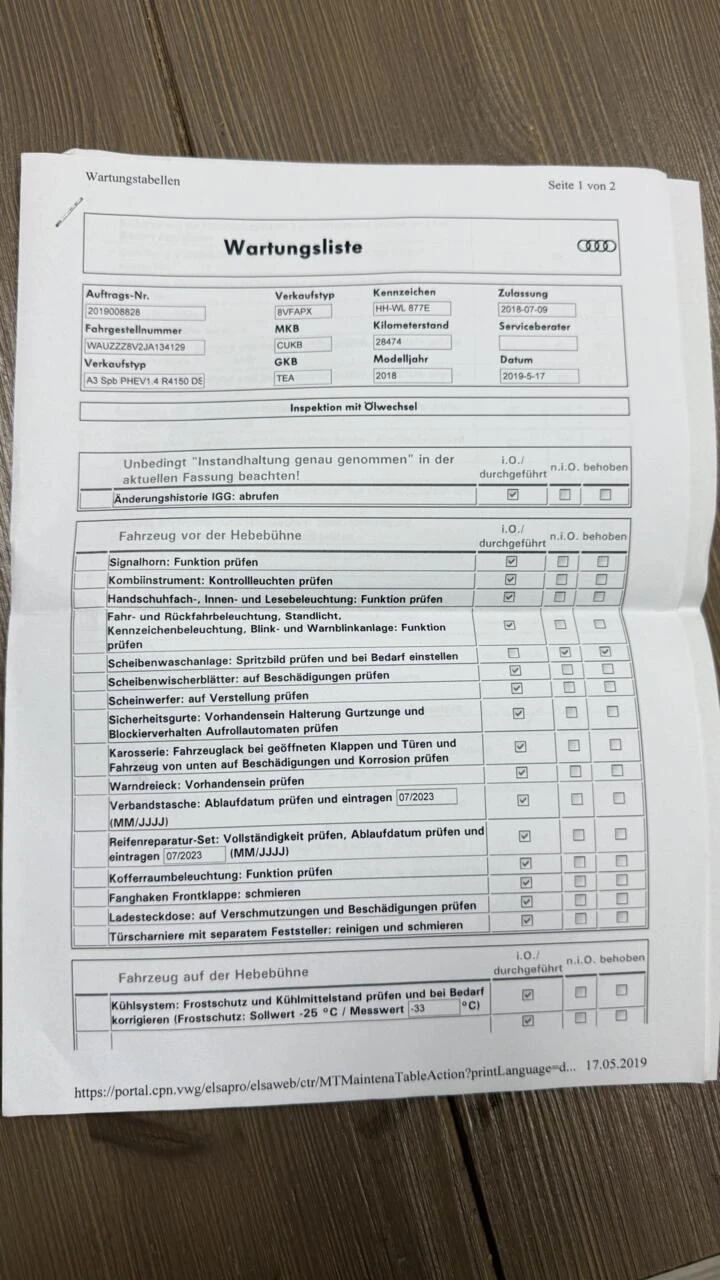 Wartungstabellen
Seite 1 von 2
Wartungsliste
Auftrags-Nr.
Verkaufstyp
Kennzeichen
Zulassung
2019008828
8VFAPX
HH-WL 877E
2018-07-09
Fahrgestellnummer
MKB
Kilometerstand
Serviceberater
WAUZZZ8V2JA134129
CUKB
28474
Verkaufstyp
GKB
Modelljahr
Datum
A3 Spb PHEV1.4 R4150 DS
TEA
2018
2019-5-17
Inspektion mit Ölwechsel
Unbedingt "Instandhaltung genau genommen" in der
aktuellen Fassung beachten!
i.O./
durchgeführt
n.i.O. behoben
Änderungshistorie IGG: abrufen
Fahrzeug vor der Hebebühne
i.O./
durchgeführt
n.i.O. behoben
Signalhorn: Funktion prüfen
Kombiinstrument: Kontrollleuchten prüfen
Handschuhfach-, Innen- und Lesebeleuchtung: Funktion prüfen
Fahr- und Rückfahrbeleuchtung, Standlicht,
Kennzeichenbeleuchtung, Blink- und Warnblinkanlage: Funktion
prüfen
Scheibenwaschanlage: Spritzbild prüfen und bei Bedarf einstellen
Scheibenwischerblätter: auf Beschädigungen prüfen
Scheinwerfer: auf Verstellung prüfen
Sicherheitsgurte: Vorhandensein Halterung Gurtzunge und
Blockierverhalten Aufrollautomaten prüfen
Karosserie: Fahrzeuglack bei geöffneten Klappen und Türen und
Fahrzeug von unten auf Beschädigungen und Korrosion prüfen
Warndreieck: Vorhandensein prüfen
Verbandstasche: Ablaufdatum prüfen und eintragen 07/2023
(MM/JJJJ)
Reifenreparatur-Set: Vollständigkeit prüfen, Ablaufdatum prüfen und
eintragen 07/2023 (MM/JJJJ)
Kofferraumbeleuchtung: Funktion prüfen
Fanghaken Frontklappe: schmieren
Ladesteckdose: auf Verschmutzungen und Beschädigungen prüfen
Türscharniere mit separatem Feststeller: reinigen und schmieren
Fahrzeug auf der Hebebühne
i.O./
durchgeführt
n.i.O. behoben
Kühlsystem: Frostschutz und Kühlmittelstand prüfen und bei Bedarf
korrigieren (Frostschutz: Sollwert -25 °C / Messwert -33 °C)
https://portal.cpn.vwg/elsapro/elsaweb/ctr/MTMaintenaTableAction?printLanguage=d... 17.05.2019